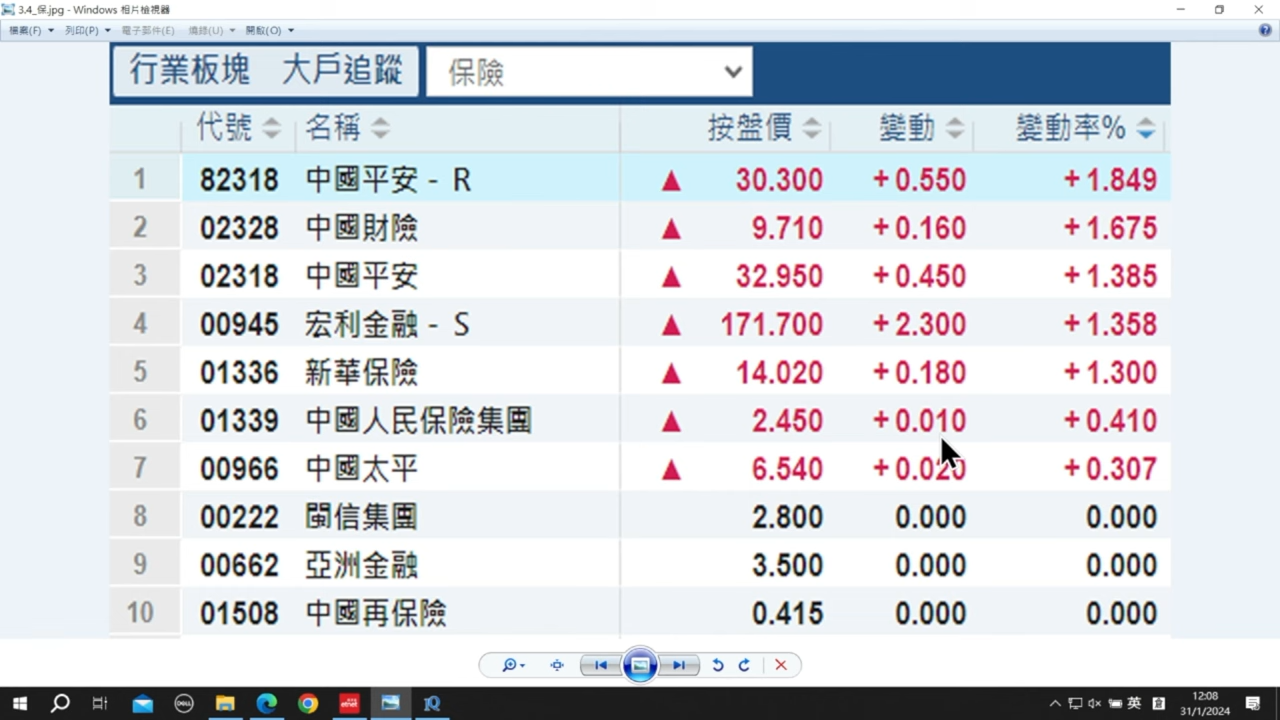 3.4_保.jpg - Windows 相片檢視器
檔案(F) 列印(P) 電子郵件(E) 燒錄(U) 開啟(O)
行業板塊 大戶追蹤 保險
代號 名稱 按盤價 變動 變動率%
1 82318 中國平安 - R ▲ 30.300 +0.550 +1.849
2 02328 中國財險 ▲ 9.710 +0.160 +1.675
3 02318 中國平安 ▲ 32.950 +0.450 +1.385
4 00945 宏利金融 - S ▲ 171.700 +2.300 +1.358
5 01336 新華保險 ▲ 14.020 +0.180 +1.300
6 01339 中國人民保險集團 ▲ 2.450 +0.010 +0.410
7 00966 中國太平 ▲ 6.540 +0.020 +0.307
8 00222 閩信集團 2.800 0.000 0.000
9 00662 亞洲金融 3.500 0.000 0.000
10 01508 中國再保險 0.415 0.000 0.000
DELL etnet IQ 英 12:08
31/1/2024